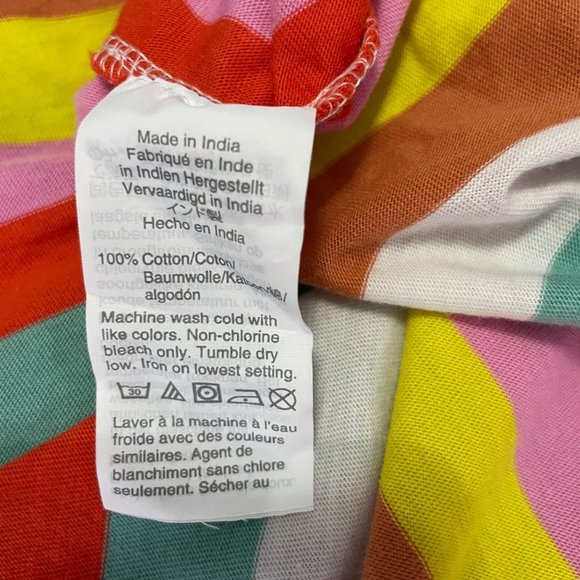 Made in India
Fabriqué en Inde
in Indien Hergestellt
Vervaardigd in India
インド製
Hecho en India
100% Cotton/Coton/
Baumwolle/
algodón
Machine wash cold with
like colors. Non-chlorine
bleach only. Tumble dry
low. Iron on lowest setting.
30
Laver à la machine à l'eau
froide avec des couleurs
similaires. Agent de
blanchiment sans chlore
seulement. Sécher au